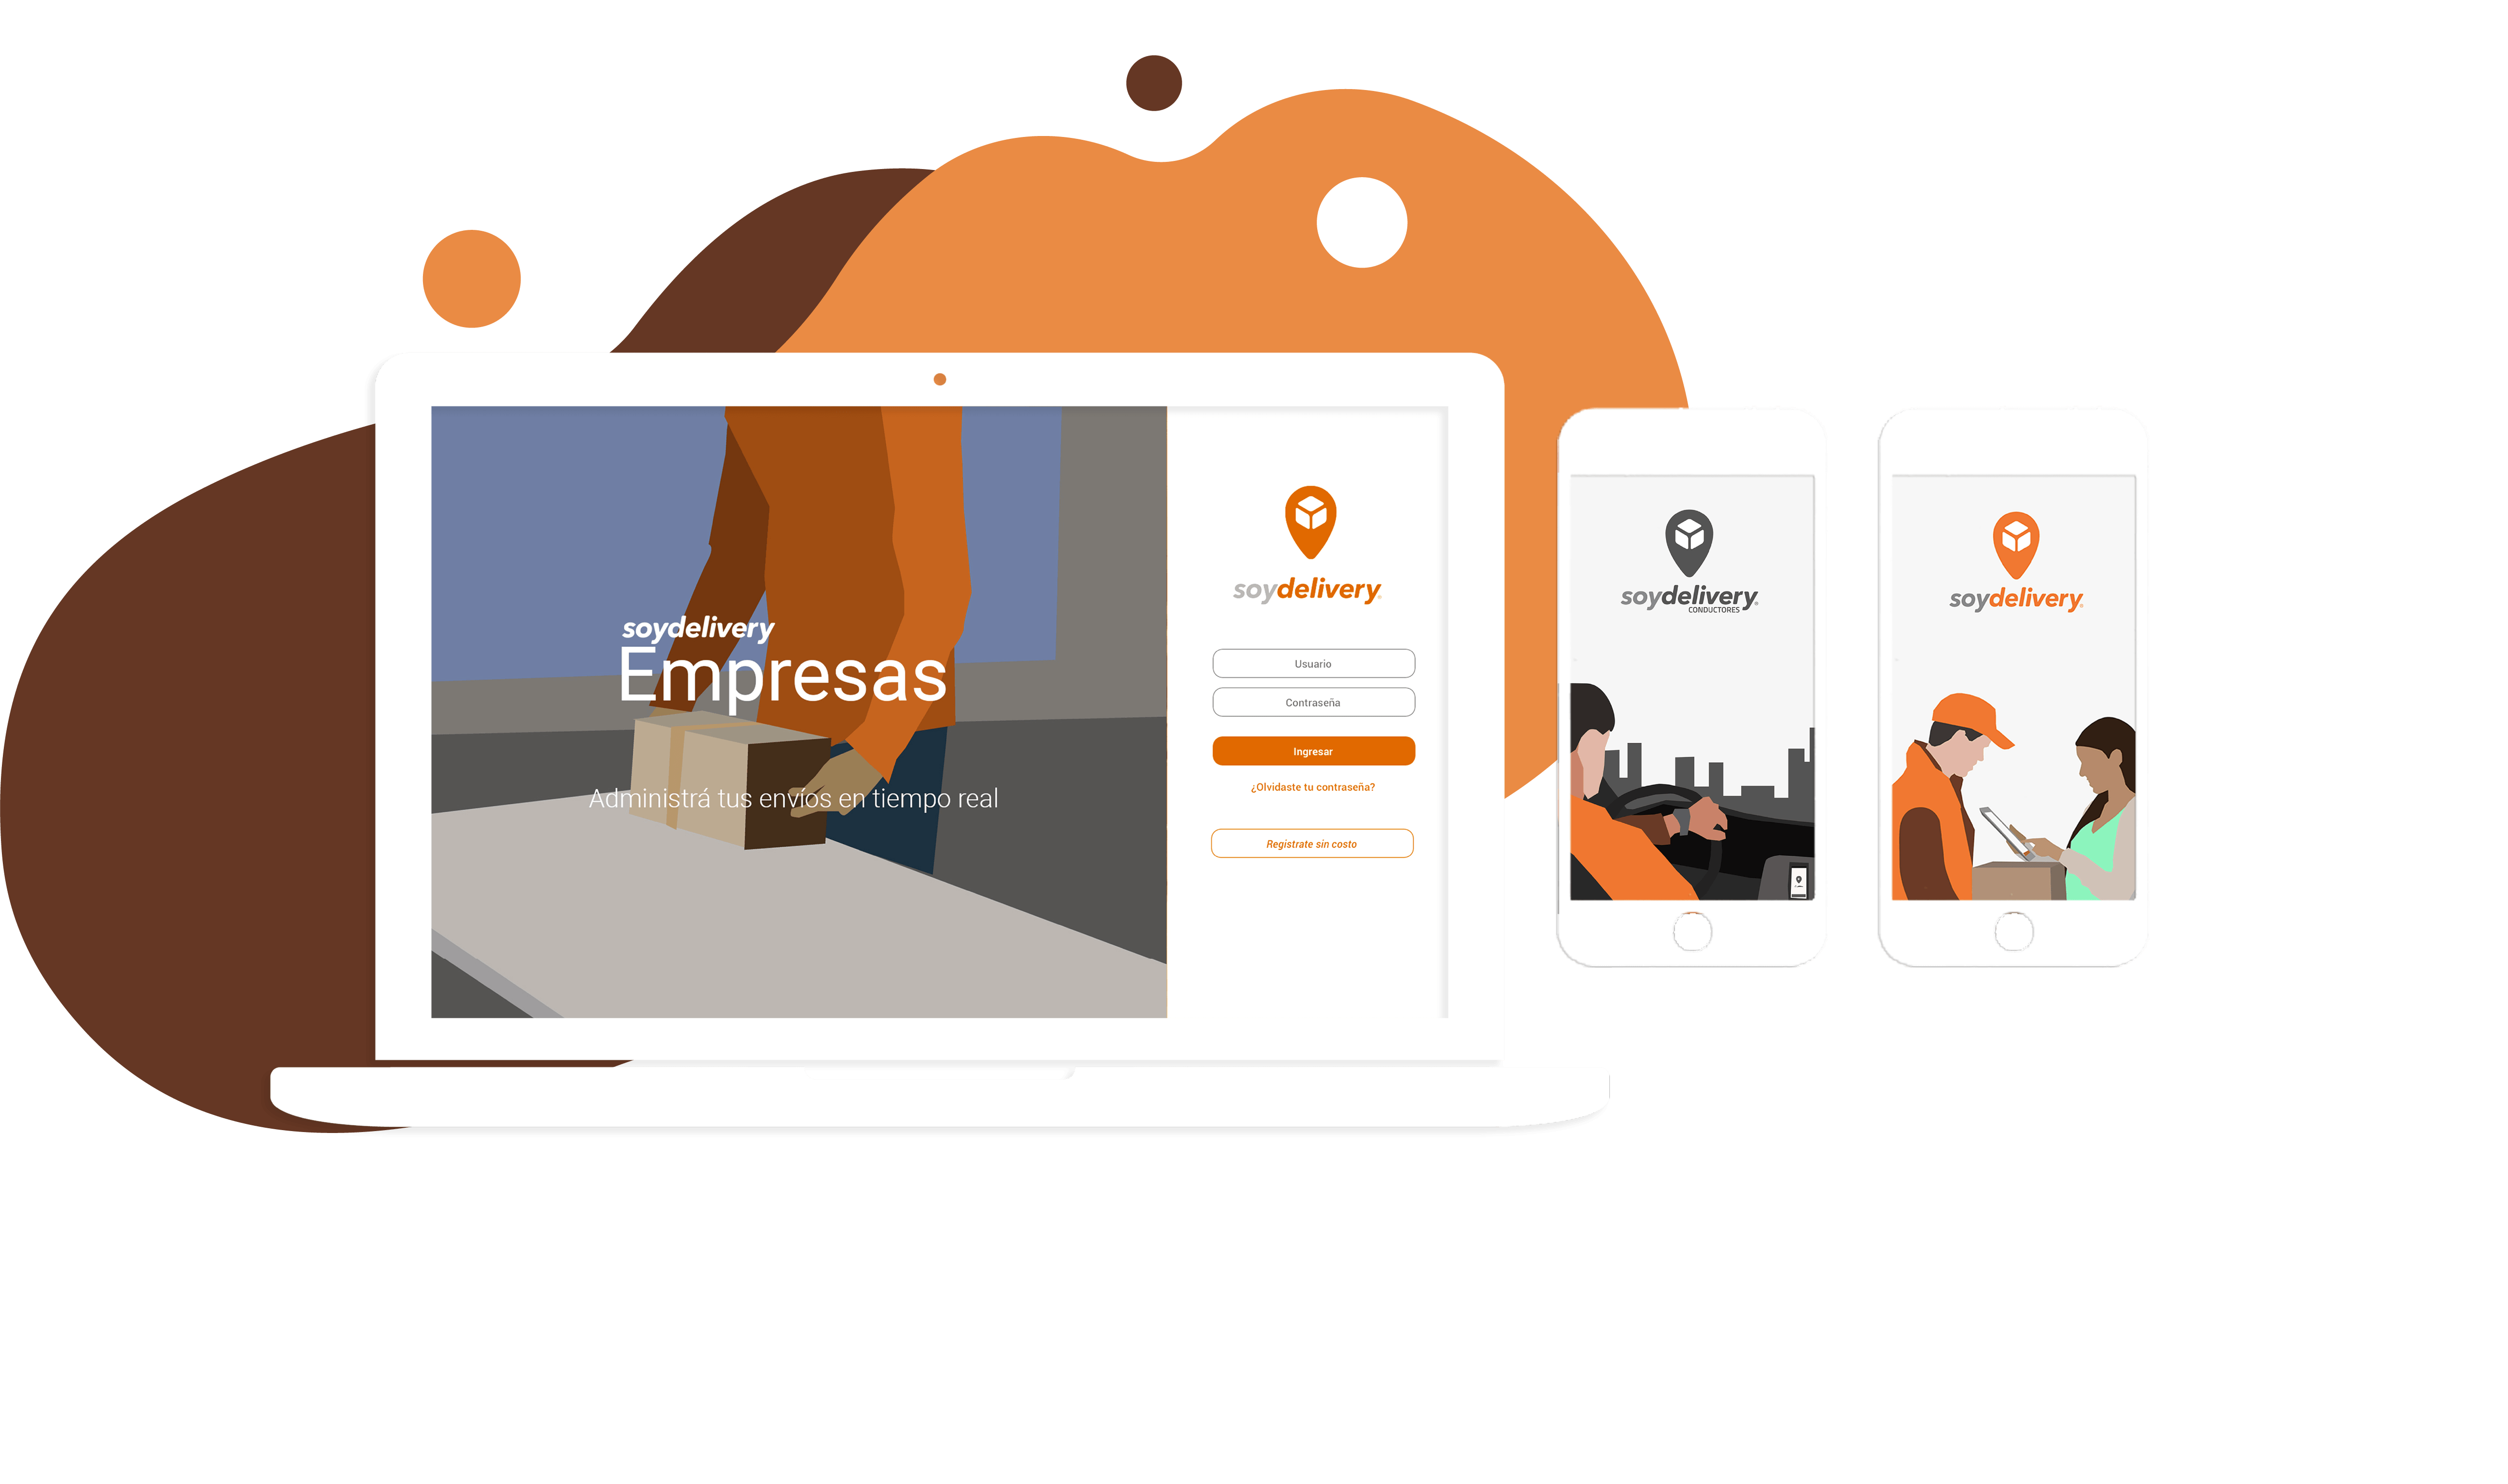 soydelivery
Empresas
Administrá tus envíos en tiempo real
soydelivery
Usuario
Contraseña
Ingresar
¿Olvidaste tu contraseña?
Registrate sin costo
soydelivery
CONDUCTORES
soydelivery